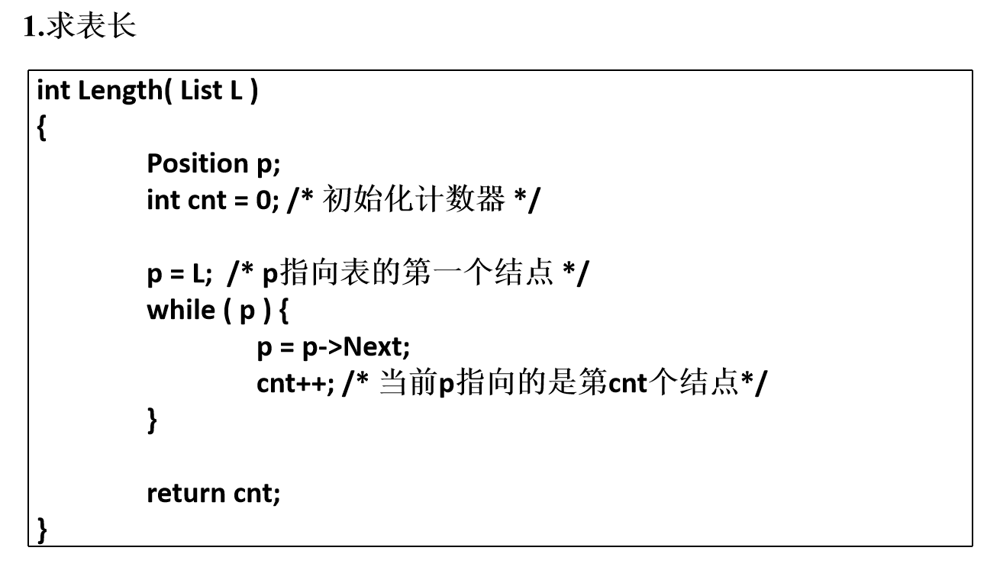 1.求表长
int Length( List L )
{
Position p;
int cnt = 0; /* 初始化计数器 */
p = L;  /* p指向表的第一个结点 */
while ( p ) {
p = p->Next;
cnt++; /* 当前p指向的是第cnt个结点*/
}
return cnt;
}